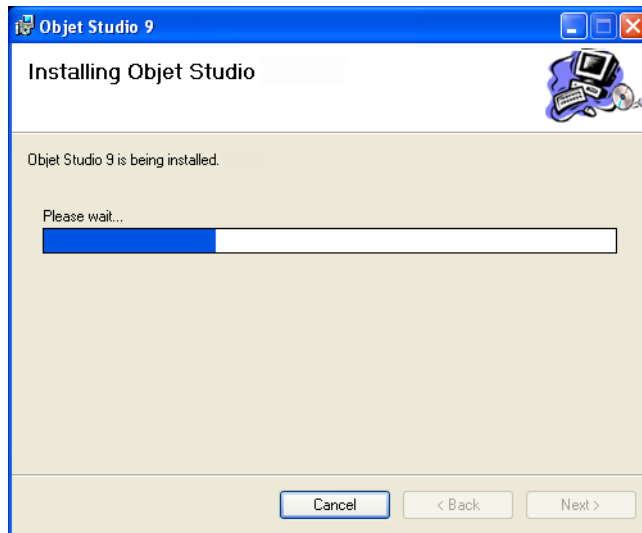 Objet Studio 9
Installing Objet Studio
Objet Studio 9 is being installed.
Please wait...
Cancel
< Back
Next >